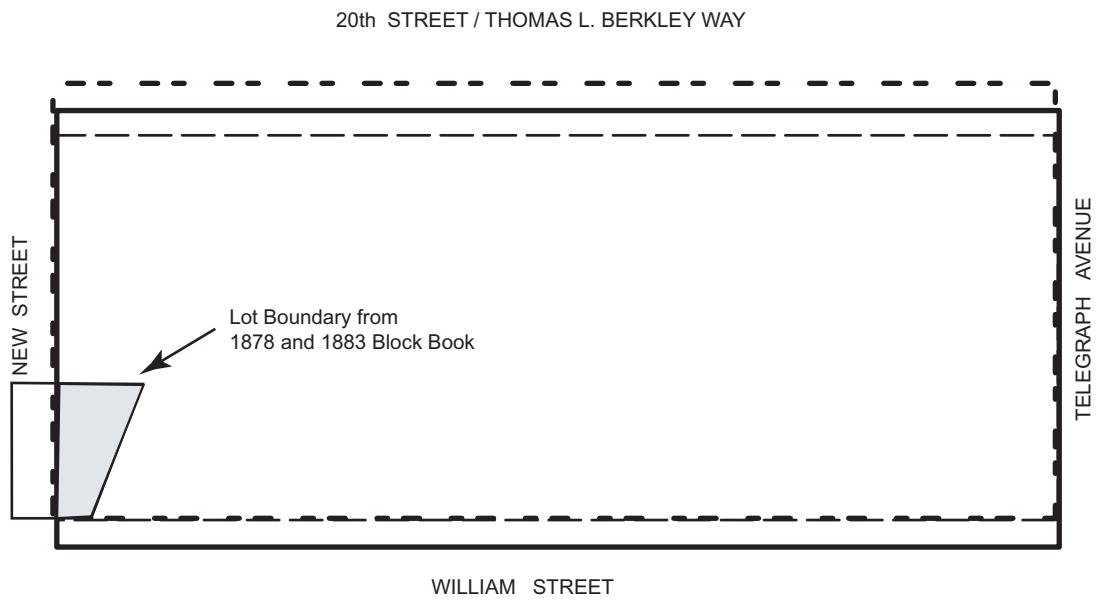 20th STREET / THOMAS L. BERKLEY WAY
NEW STREET
Lot Boundary from
1878 and 1883 Block Book
TELEGRAPH AVENUE
WILLIAM STREET